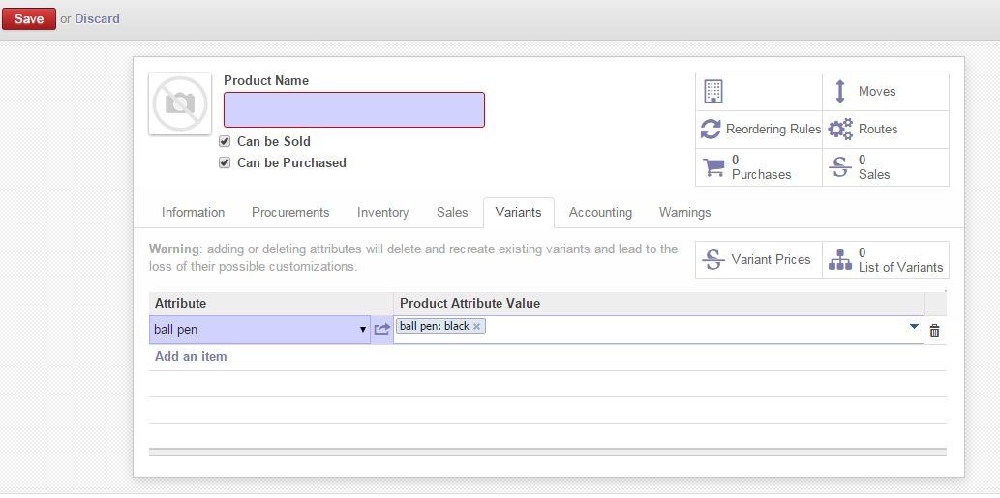 Save or Discard
Product Name
Can be Sold
Can be Purchased
Moves
Reordering Rules
Routes
0
Purchases
0
Sales
Information Procurements Inventory Sales Variants Accounting Warnings
Warning: adding or deleting attributes will delete and recreate existing variants and lead to the
loss of their possible customizations.
Variant Prices
0
List of Variants
Attribute Product Attribute Value
ball pen ball pen: black ×
Add an item